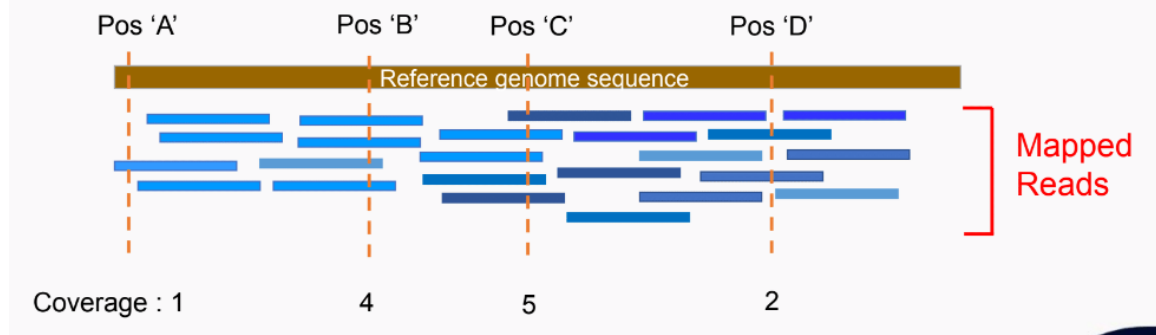 Pos ‘A’ Pos ‘B’ Pos ‘C’ Pos ‘D’
Reference genome sequence
Mapped
Reads
Coverage : 1 4 5 2